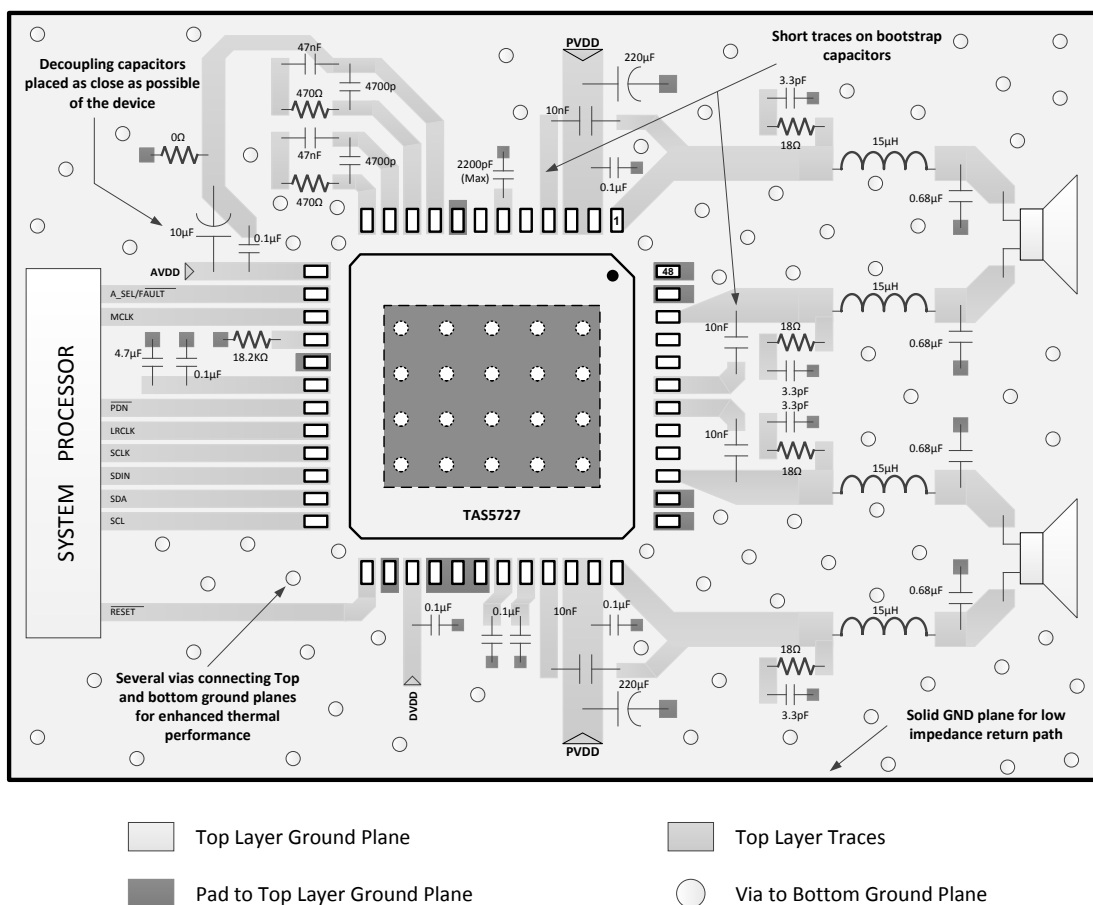 Decoupling capacitors
placed as close as possible
of the device
47nF
4700p
470Ω
47nF
4700p
470Ω
0Ω
10µF
0.1µF
2200pF
(Max)
PVDD
220µF
10nF
0.1µF
Short traces on bootstrap
capacitors
3.3pF
18Ω
15µH
0.68µF
1
48
AVDD
A_SEL/FAULT
MCLK
18.2KΩ
4.7µF
0.1µF
PDN
LRCLK
SCLK
SDIN
SDA
SCL
RESET
SYSTEM PROCESSOR
TAS5727
15µH
10nF
18Ω
0.68µF
3.3pF
3.3pF
10nF
18Ω
0.68µF
15µH
0.1µF
0.1µF
10nF
0.1µF
0.68µF
15µH
18Ω
3.3pF
220µF
DVDD
PVDD
Several vias connecting Top
and bottom ground planes
for enhanced thermal
performance
Solid GND plane for low
impedance return path
Top Layer Ground Plane
Top Layer Traces
Pad to Top Layer Ground Plane
Via to Bottom Ground Plane